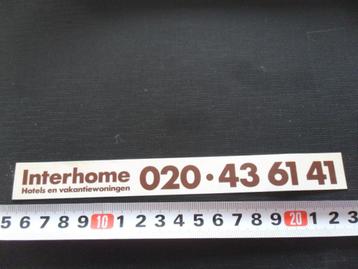 Interhome 020 · 43 61 41
Hotels en vakantiewoningen
5 6 7 8 9 10 1 2 3 4 5 6 7 8 9 20 1 2 3